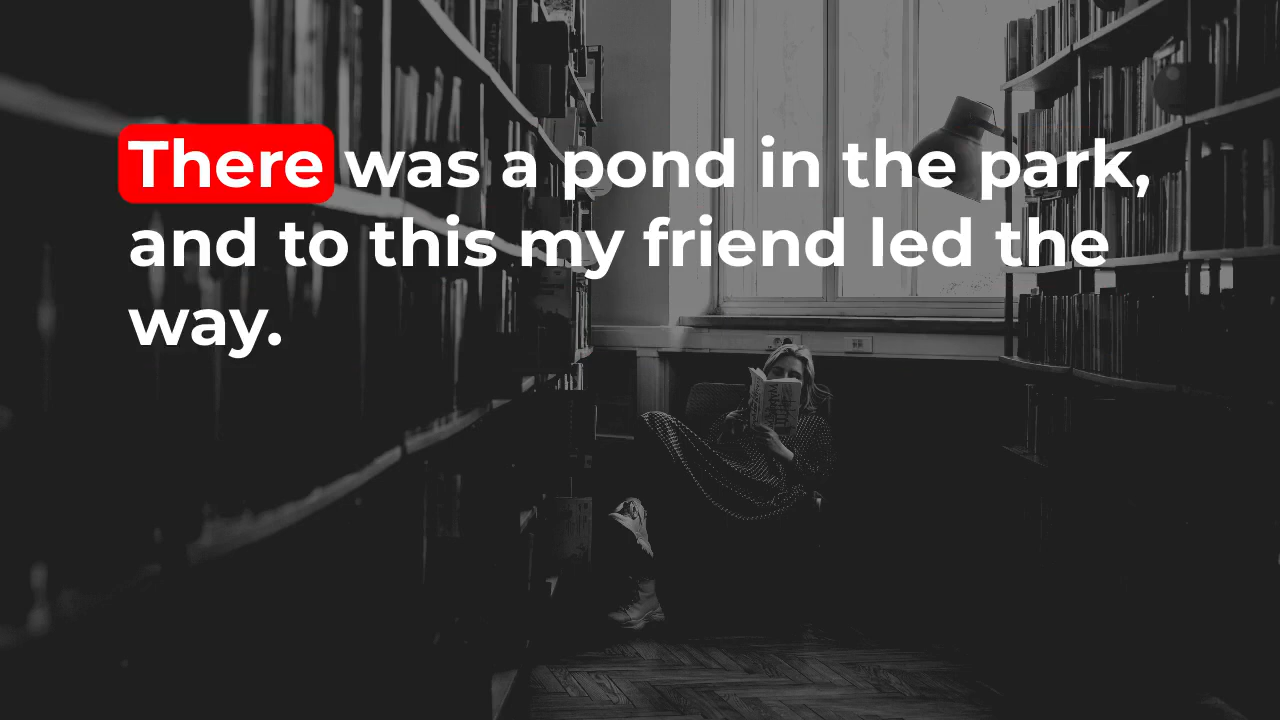 There was a pond in the park,
and to this my friend led the
way.